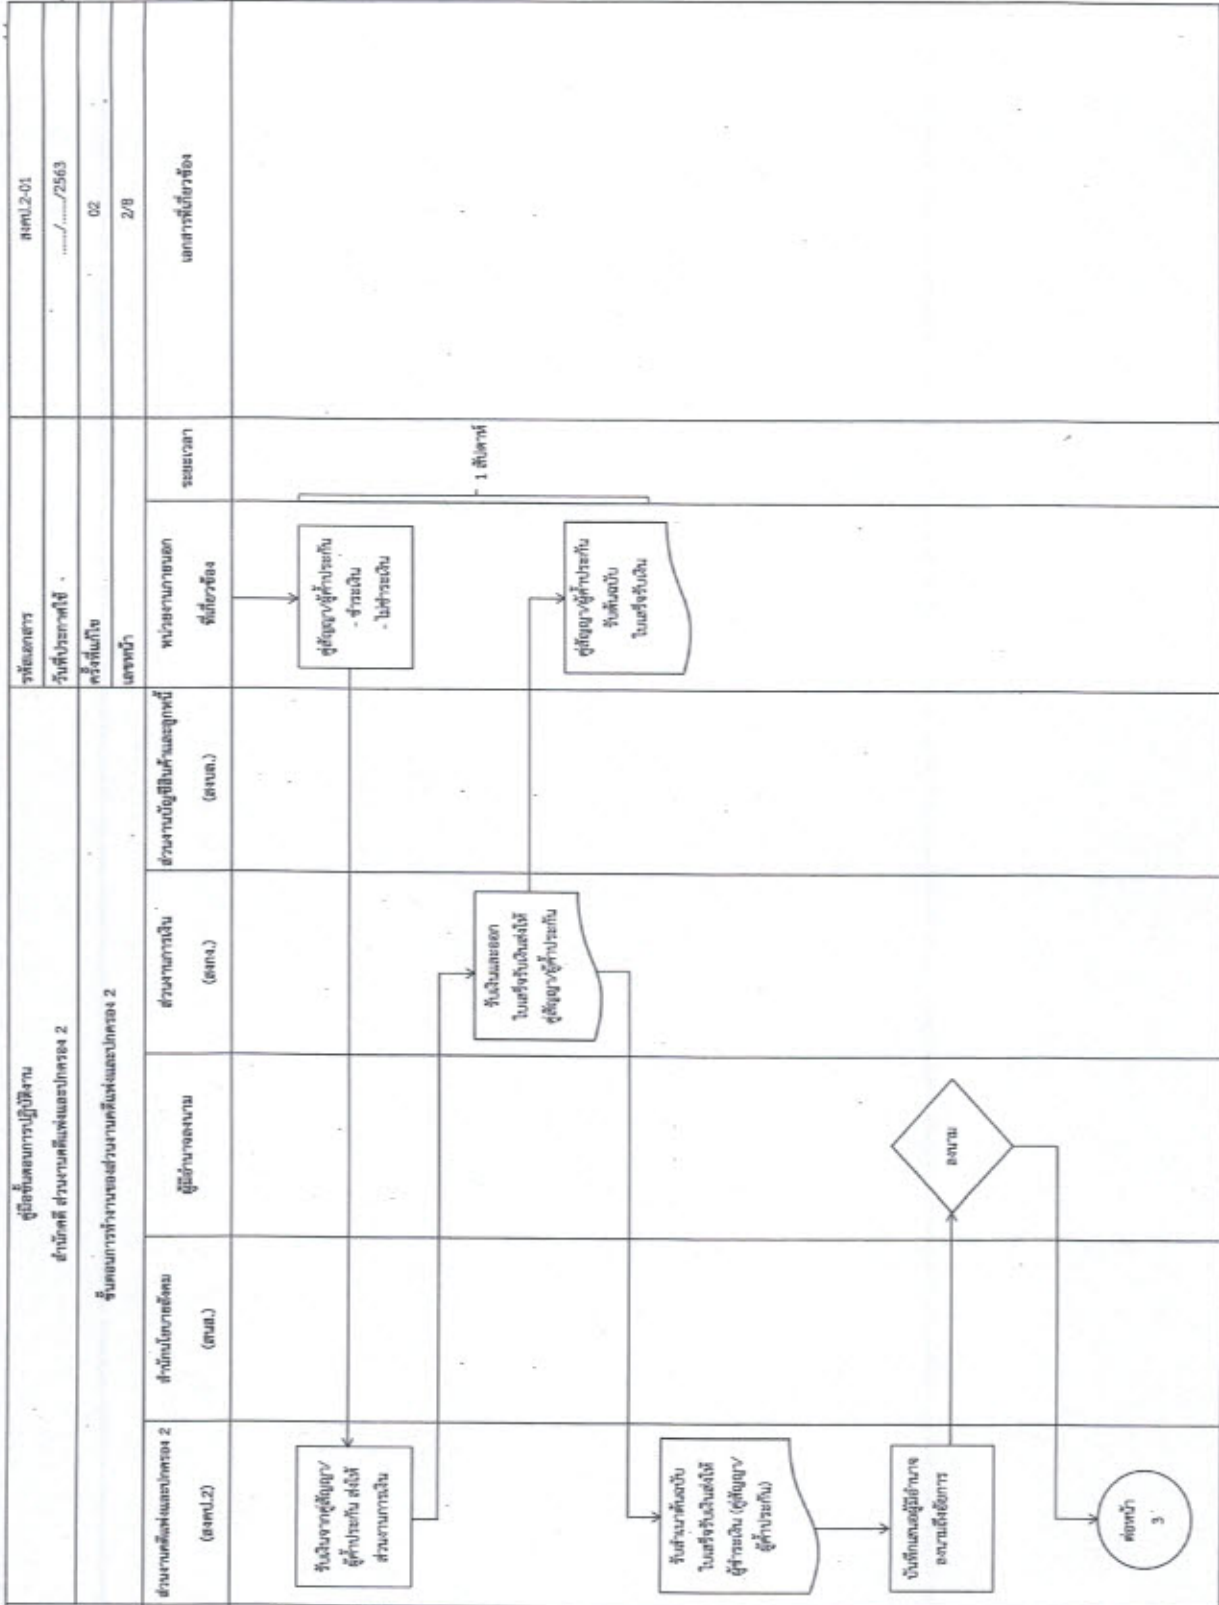 คู่มือขั้นตอนการปฏิบัติงาน
สำนักคดี ส่วนงานคดีแพ่งและปกครอง 2
ขั้นตอนการทำงานของส่วนงานคดีแพ่งและปกครอง 2
รหัสเอกสาร
สงคป.2-01
วันที่ประกาศใช้
....../....../2563
ครั้งที่แก้ไข
02
เลขหน้า
2/8
ส่วนงานคดีแพ่งและปกครอง 2
(สงคป.2)
สำนักนโยบายสังคม
(สนส.)
ผู้มีอำนาจลงนาม
ส่วนงานการเงิน
(สงกง.)
ส่วนงานบัญชีสินค้าและลูกหนี้
(สงบล.)
หน่วยงานภายนอก
ที่เกี่ยวข้อง
ระยะเวลา
เอกสารที่เกี่ยวข้อง
คู่สัญญา/ผู้ค้ำประกัน
- ชำระเงิน
- ไม่ชำระเงิน
รับเงินจากคู่สัญญา/
ผู้ค้ำประกัน ส่งให้
ส่วนงานการเงิน
รับเงินและออก
ใบเสร็จรับเงินส่งให้
คู่สัญญา/ผู้ค้ำประกัน
1 สัปดาห์
คู่สัญญา/ผู้ค้ำประกัน
รับต้นฉบับ
ใบเสร็จรับเงิน
รับสำเนาต้นฉบับ
ใบเสร็จรับเงินส่งให้
ผู้ชำระเงิน (คู่สัญญา/
ผู้ค้ำประกัน)
บันทึกเสนอผู้มีอำนาจ
ลงนามถึงอัยการ
ลงนาม
ต่อหน้า
3